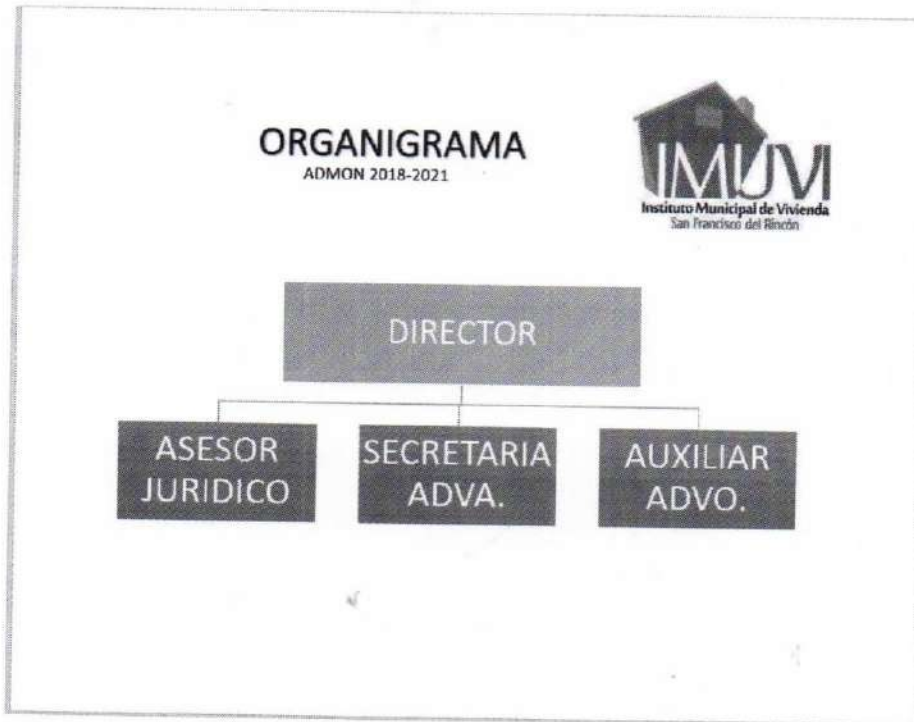 ORGANIGRAMA
ADMON 2018-2021
IMUVI
Instituto Municipal de Vivienda
San Francisco del Rincón
DIRECTOR
ASESOR
JURIDICO
SECRETARIA
ADVA.
AUXILIAR
ADVO.